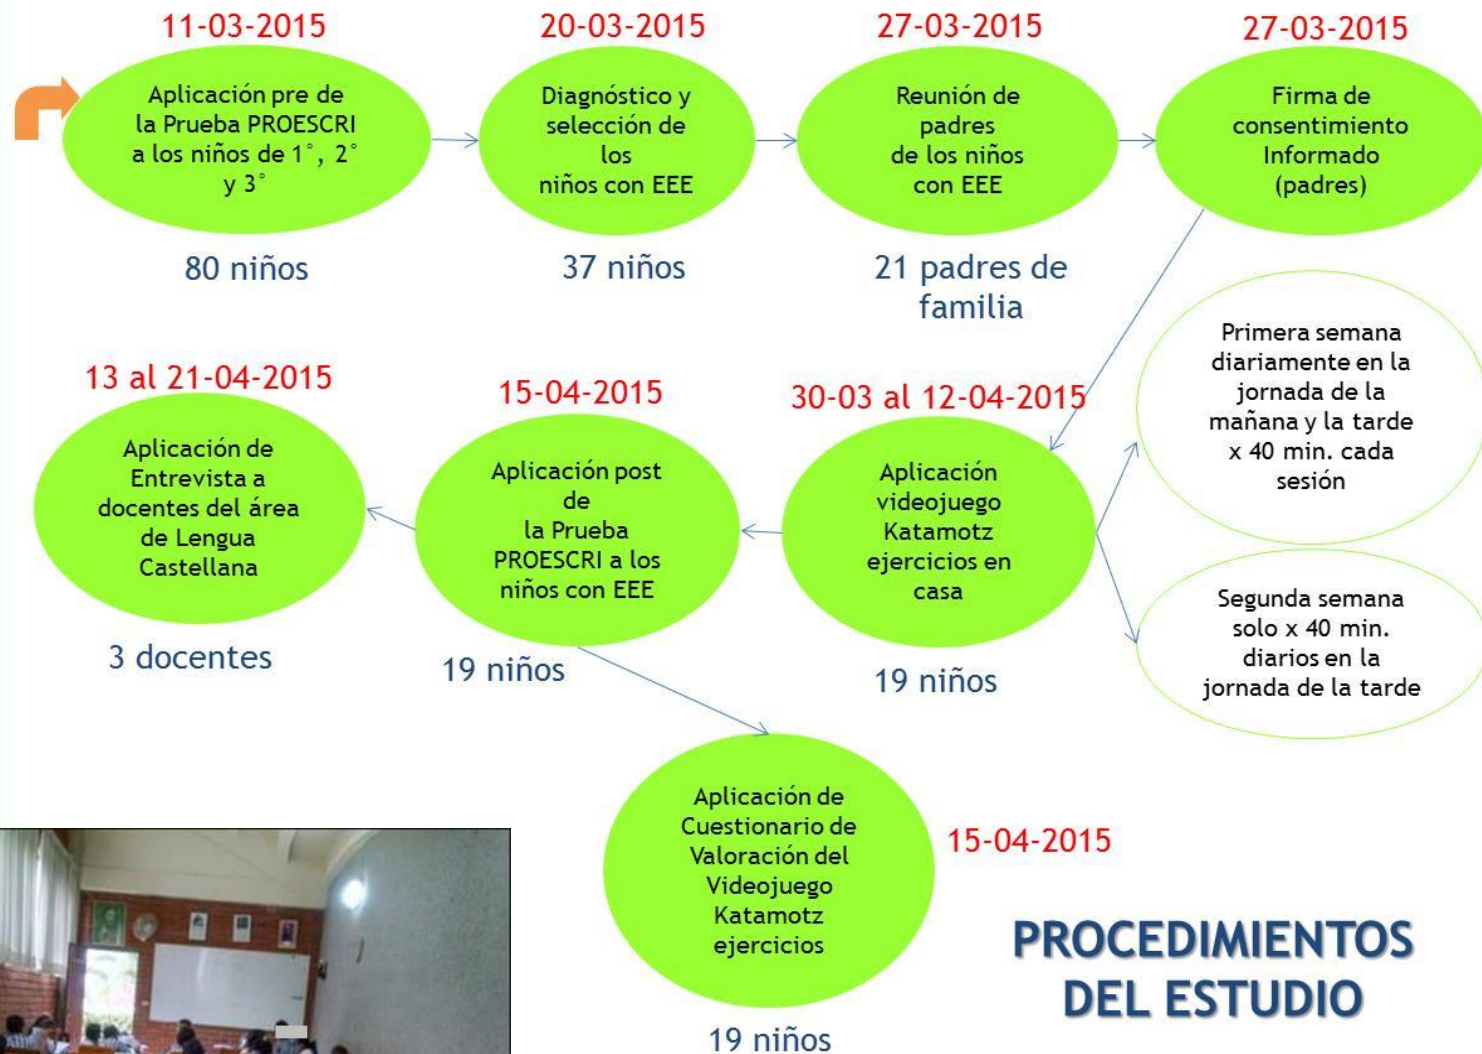 11-03-2015
Aplicación pre de
la Prueba PROESCRI
a los niños de 1°, 2°
y 3°
80 niños
20-03-2015
Diagnóstico y
selección de
los
niños con EEE
37 niños
27-03-2015
Reunión de
padres
de los niños
con EEE
21 padres de
familia
27-03-2015
Firma de
consentimiento
Informado
(padres)
30-03 al 12-04-2015
Aplicación
videojuego
Katamotz
ejercicios en
casa
19 niños
Primera semana
diariamente en la
jornada de la
mañana y la tarde
x 40 min. cada
sesión
Segunda semana
solo x 40 min.
diarios en la
jornada de la tarde
15-04-2015
Aplicación post
de
la Prueba
PROESCRI a los
niños con EEE
19 niños
13 al 21-04-2015
Aplicación de
Entrevista a
docentes del área
de Lengua
Castellana
3 docentes
Aplicación de
Cuestionario de
Valoración del
Videojuego
Katamotz
ejercicios
15-04-2015
19 niños
PROCEDIMIENTOS
DEL ESTUDIO